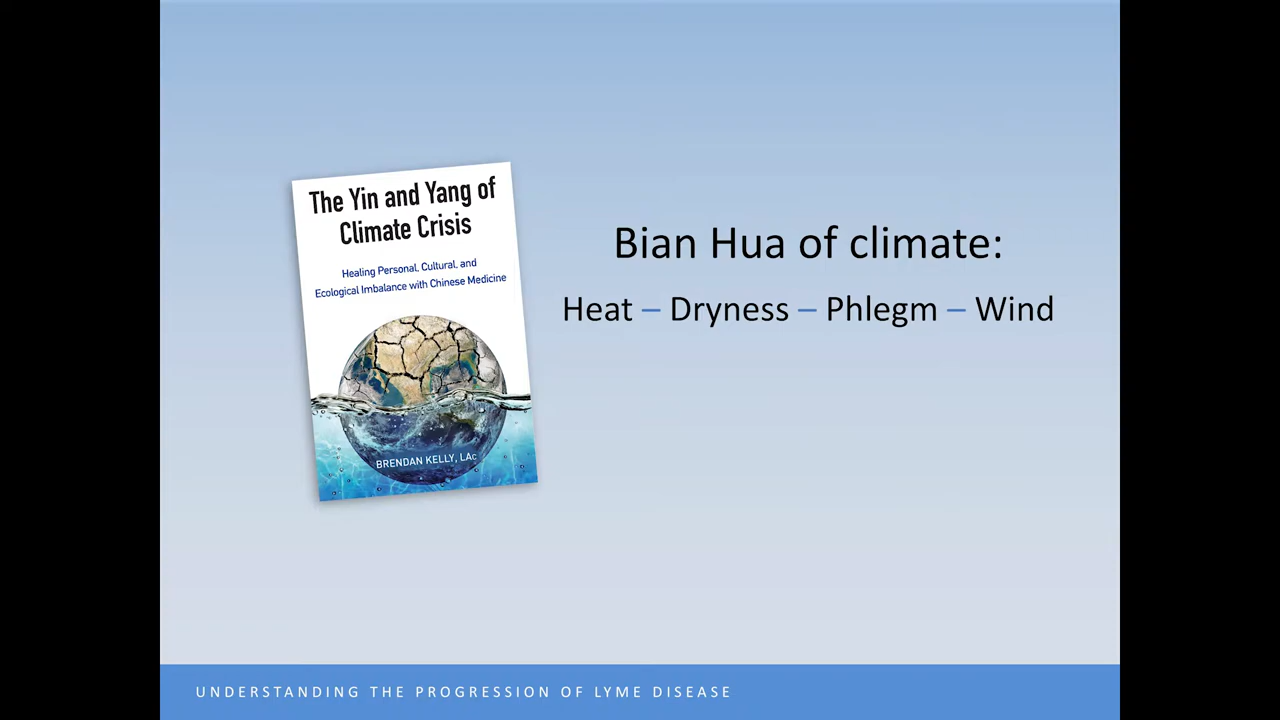 The Yin and Yang of
Climate Crisis
Healing Personal, Cultural, and
Ecological Imbalance with Chinese Medicine
BRENDAN KELLY, LAc
Bian Hua of climate:
Heat – Dryness – Phlegm – Wind
UNDERSTANDING THE PROGRESSION OF LYME DISEASE